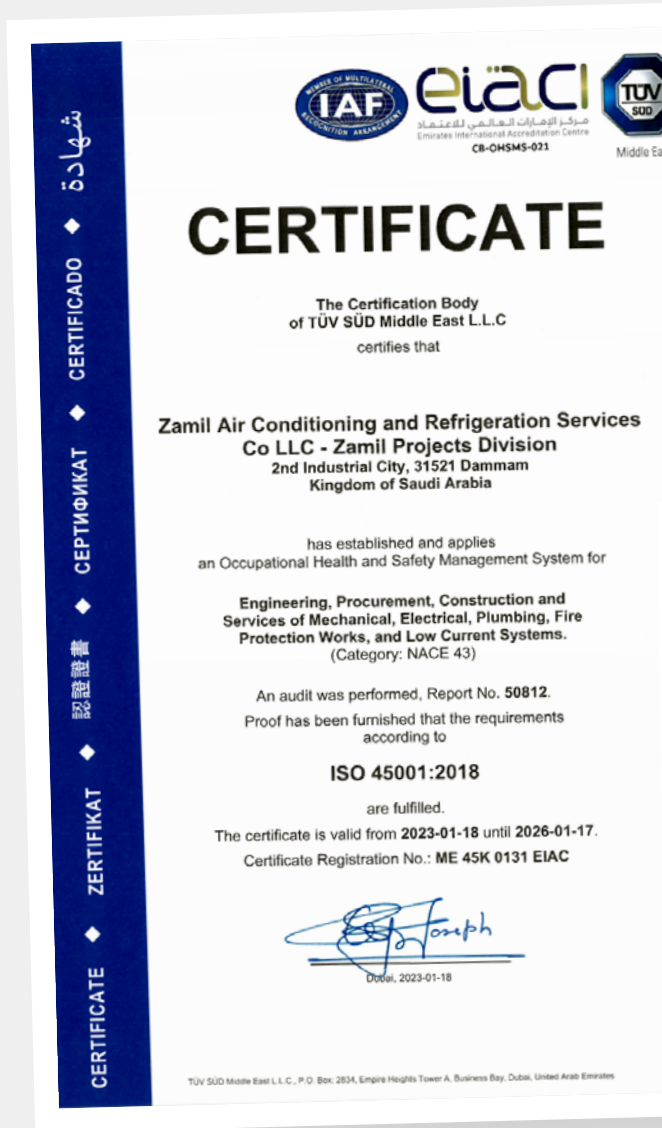 MEMBER OF MULTILATERAL
IAF
RECOGNITION ARRANGEMENT
eiaci
مركز الإمارات العالمي للاعتماد
Emirates International Accreditation Centre
CB-OHSMS-021
TÜV
SÜD
Middle Ea
CERTIFICATE
The Certification Body
of TÜV SÜD Middle East L.L.C
certifies that
Zamil Air Conditioning and Refrigeration Services
Co LLC - Zamil Projects Division
2nd Industrial City, 31521 Dammam
Kingdom of Saudi Arabia
has established and applies
an Occupational Health and Safety Management System for
Engineering, Procurement, Construction and
Services of Mechanical, Electrical, Plumbing, Fire
Protection Works, and Low Current Systems.
(Category: NACE 43)
An audit was performed, Report No. 50812.
Proof has been furnished that the requirements
according to
ISO 45001:2018
are fulfilled.
The certificate is valid from 2023-01-18 until 2026-01-17.
Certificate Registration No.: ME 45K 0131 EIAC
Joseph
Dubai, 2023-01-18
TÜV SÜD Middle East L.L.C., P.O. Box: 2834, Empire Heights Tower A, Business Bay, Dubai, United Arab Emirates
CERTIFICATE ◆ ZERTIFIKAT ◆ 認證證書 ◆ СЕРТИФИКАТ ◆ CERTIFICADO ◆ شهادة